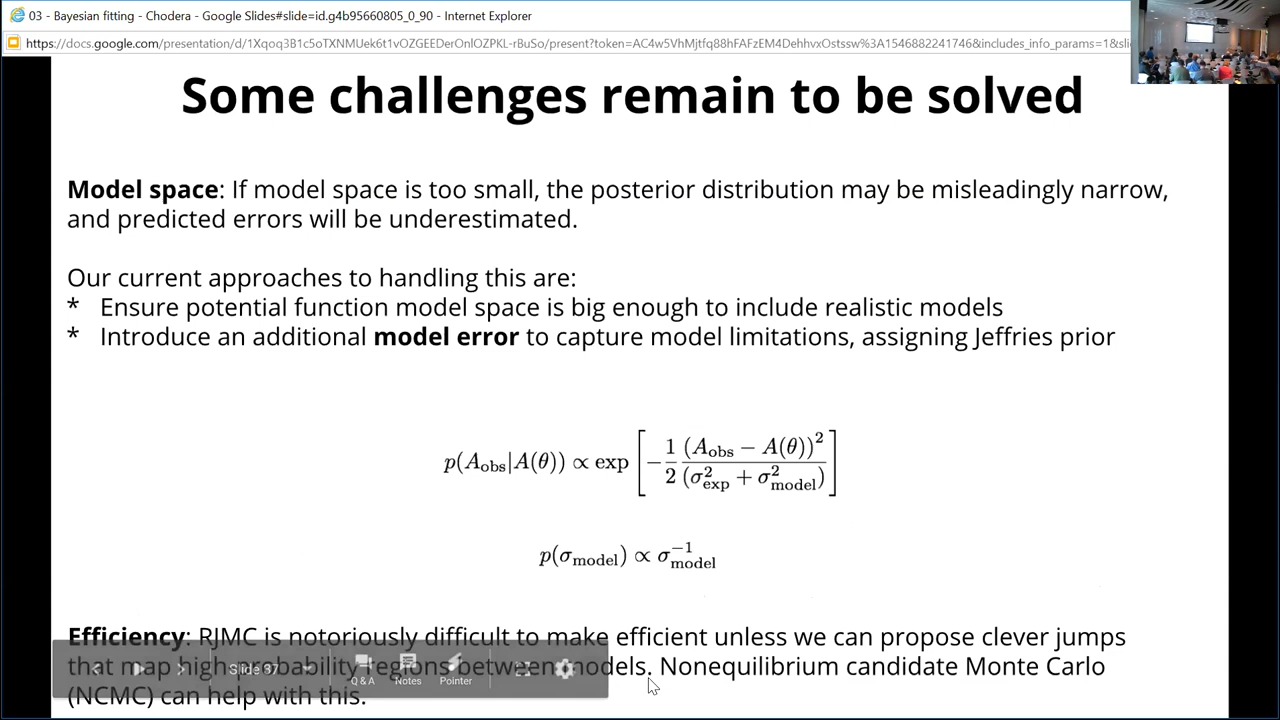 03 - Bayesian fitting - Chodera - Google Slides#slide=id.g4b95660805_0_90 - Internet Explorer
https://docs.google.com/presentation/d/1Xqoq3B1c5oTXNMUek6t1vOZGEEDerOnlOZPKL-rBuSo/present?token=AC4w5VhMjtfq88hFAFzEM4DehhvxOstssw%3A1546882241746&includes_info_params=1&sli
Some challenges remain to be solved
Model space: If model space is too small, the posterior distribution may be misleadingly narrow,
and predicted errors will be underestimated.
Our current approaches to handling this are:
* Ensure potential function model space is big enough to include realistic models
* Introduce an additional model error to capture model limitations, assigning Jeffries prior
p(A_obs|A(θ)) ∝ exp [ -1/2 (A_obs − A(θ))² / (σ²_exp + σ²_model) ]
p(σ_model) ∝ σ⁻¹_model
Efficiency: RJMC is notoriously difficult to make efficient unless we can propose clever jumps
that map high-probability regions between models. Nonequilibrium candidate Monte Carlo
(NCMC) can help with this.
Slide 37
Q & A
Notes
Pointer